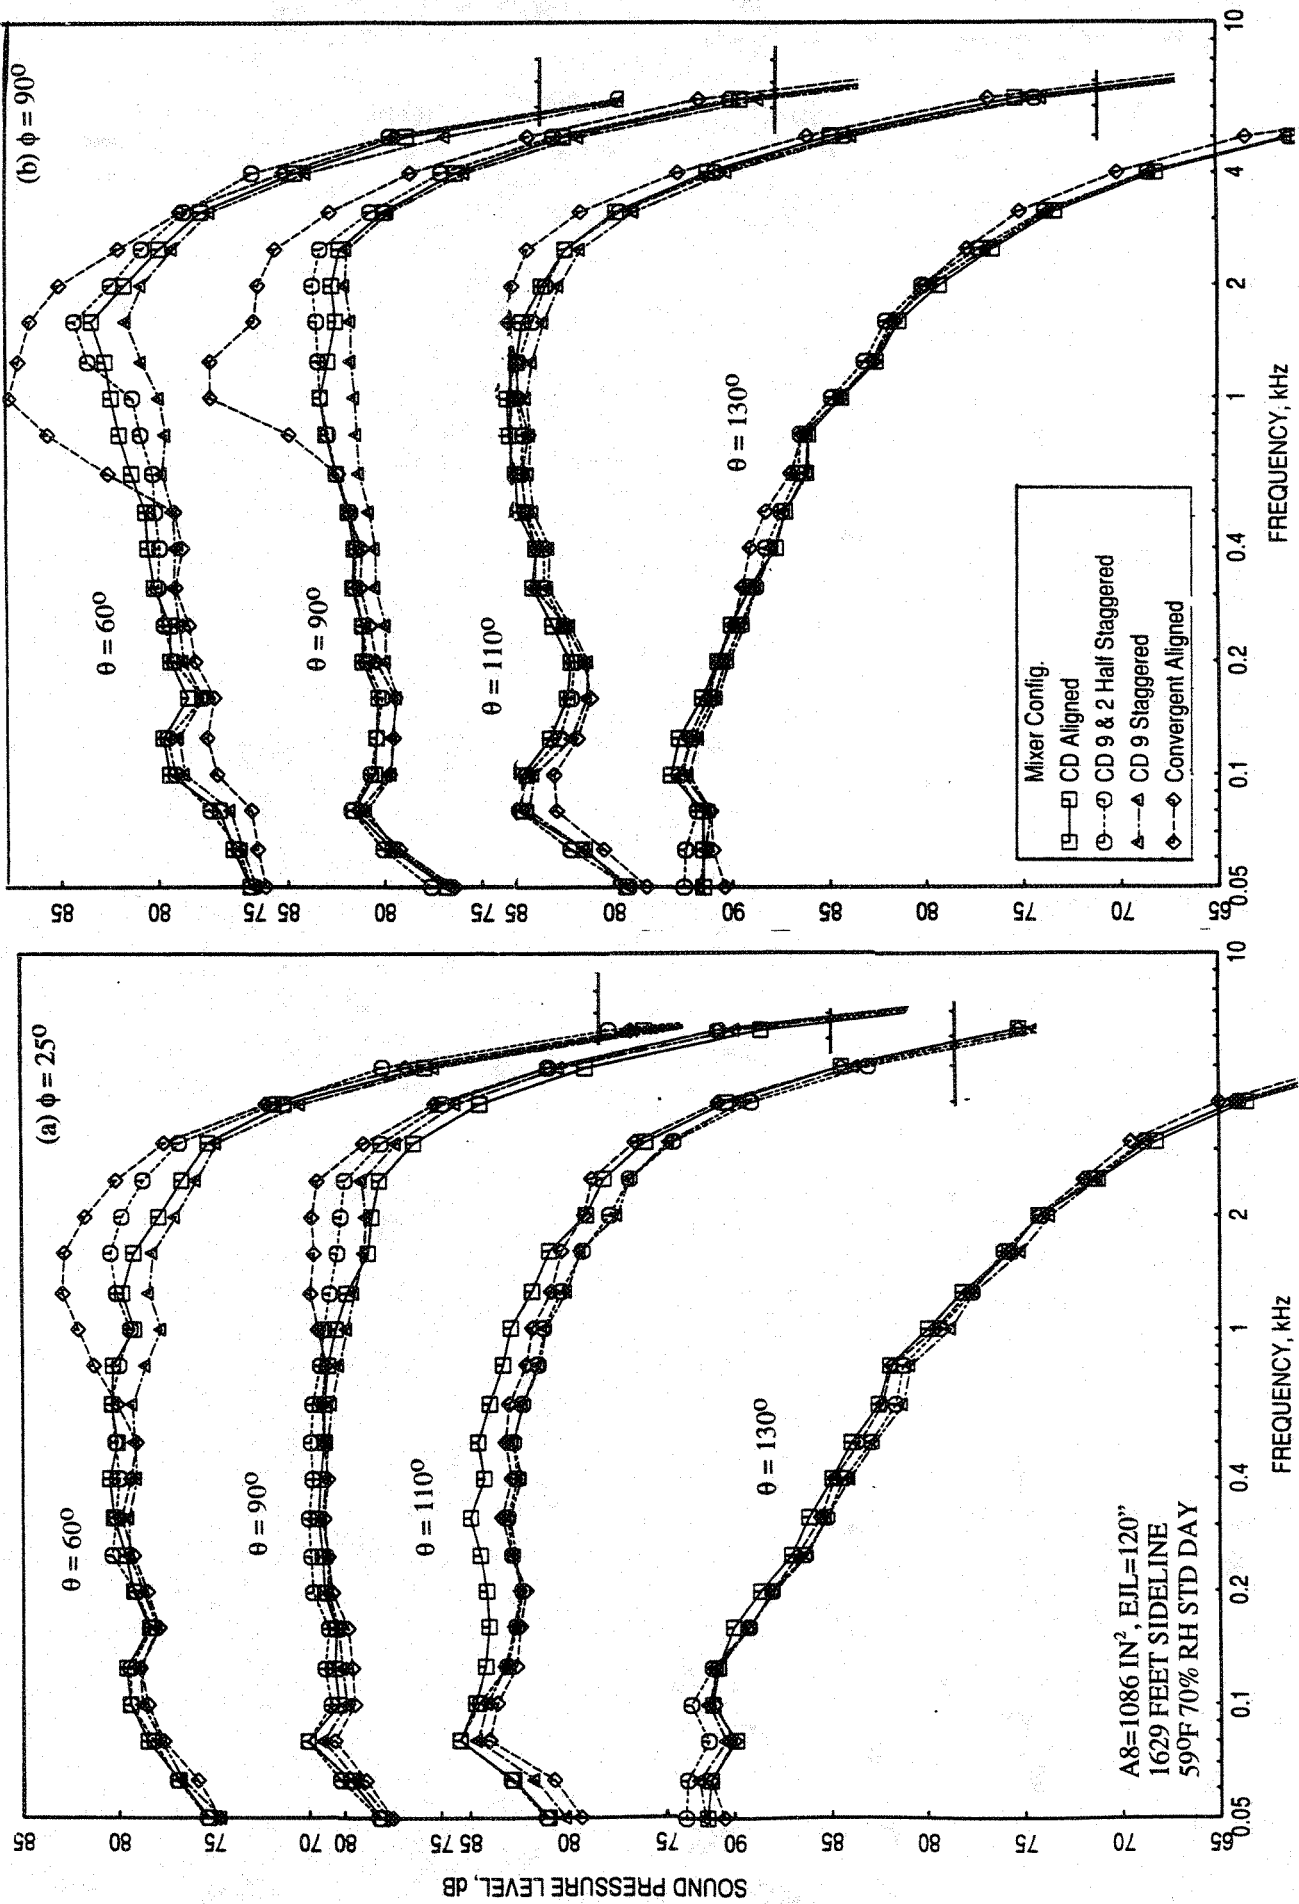 (a) ϕ = 25°
θ = 60°
θ = 90°
θ = 110°
θ = 130°
A8=1086 IN², EJL=120"
1629 FEET SIDELINE
59°F 70% RH STD DAY
SOUND PRESSURE LEVEL, dB
85
80
75
70
80
75
85
80
75
90
85
80
75
70
65
0.05
0.1
0.2
0.4
1
2
10
FREQUENCY, kHz
(b) ϕ = 90°
θ = 60°
θ = 90°
θ = 110°
θ = 130°
Mixer Config.
CD Aligned
CD 9 & 2 Half Staggered
CD 9 Staggered
Convergent Aligned
85
80
75
85
80
75
85
80
90
85
80
75
70
65
0.05
0.1
0.2
0.4
1
2
4
10
FREQUENCY, kHz